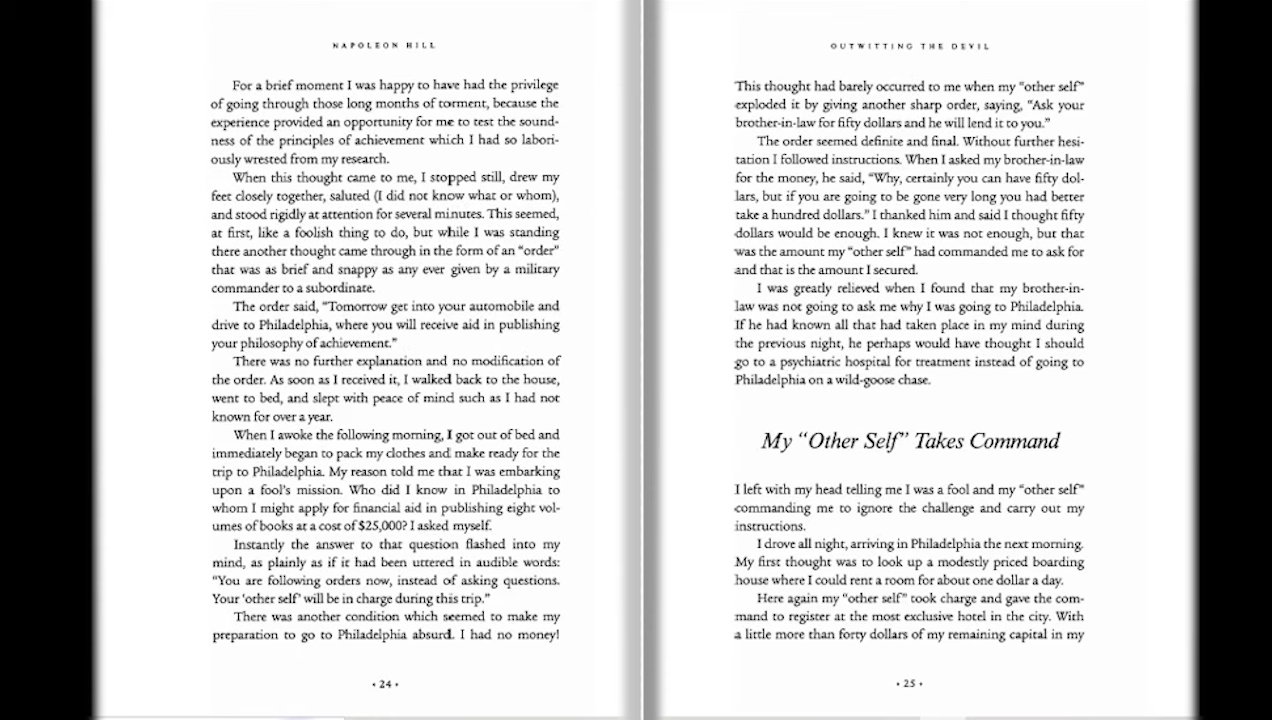 NAPOLEON HILL
For a brief moment I was happy to have had the privilege
of going through those long months of torment, because the
experience provided an opportunity for me to test the sound-
ness of the principles of achievement which I had so labori-
ously wrested from my research.
When this thought came to me, I stopped still, drew my
feet closely together, saluted (I did not know what or whom),
and stood rigidly at attention for several minutes. This seemed,
at first, like a foolish thing to do, but while I was standing
there another thought came through in the form of an “order”
that was as brief and snappy as any ever given by a military
commander to a subordinate.
The order said, “Tomorrow get into your automobile and
drive to Philadelphia, where you will receive aid in publishing
your philosophy of achievement.”
There was no further explanation and no modification of
the order. As soon as I received it, I walked back to the house,
went to bed, and slept with peace of mind such as I had not
known for over a year.
When I awoke the following morning, I got out of bed and
immediately began to pack my clothes and make ready for the
trip to Philadelphia. My reason told me that I was embarking
upon a fool’s mission. Who did I know in Philadelphia to
whom I might apply for financial aid in publishing eight vol-
umes of books at a cost of $25,000? I asked myself.
Instantly the answer to that question flashed into my
mind, as plainly as if it had been uttered in audible words:
“You are following orders now, instead of asking questions.
Your ‘other self’ will be in charge during this trip.”
There was another condition which seemed to make my
preparation to go to Philadelphia absurd. I had no money!
• 24 •
OUTWITTING THE DEVIL
This thought had barely occurred to me when my “other self”
exploded it by giving another sharp order, saying, “Ask your
brother-in-law for fifty dollars and he will lend it to you.”
The order seemed definite and final. Without further hesi-
tation I followed instructions. When I asked my brother-in-law
for the money, he said, “Why, certainly you can have fifty dol-
lars, but if you are going to be gone very long you had better
take a hundred dollars.” I thanked him and said I thought fifty
dollars would be enough. I knew it was not enough, but that
was the amount my “other self” had commanded me to ask for
and that is the amount I secured.
I was greatly relieved when I found that my brother-in-
law was not going to ask me why I was going to Philadelphia.
If he had known all that had taken place in my mind during
the previous night, he perhaps would have thought I should
go to a psychiatric hospital for treatment instead of going to
Philadelphia on a wild-goose chase.
My “Other Self” Takes Command
I left with my head telling me I was a fool and my “other self”
commanding me to ignore the challenge and carry out my
instructions.
I drove all night, arriving in Philadelphia the next morning.
My first thought was to look up a modestly priced boarding
house where I could rent a room for about one dollar a day.
Here again my “other self” took charge and gave the com-
mand to register at the most exclusive hotel in the city. With
a little more than forty dollars of my remaining capital in my
• 25 •